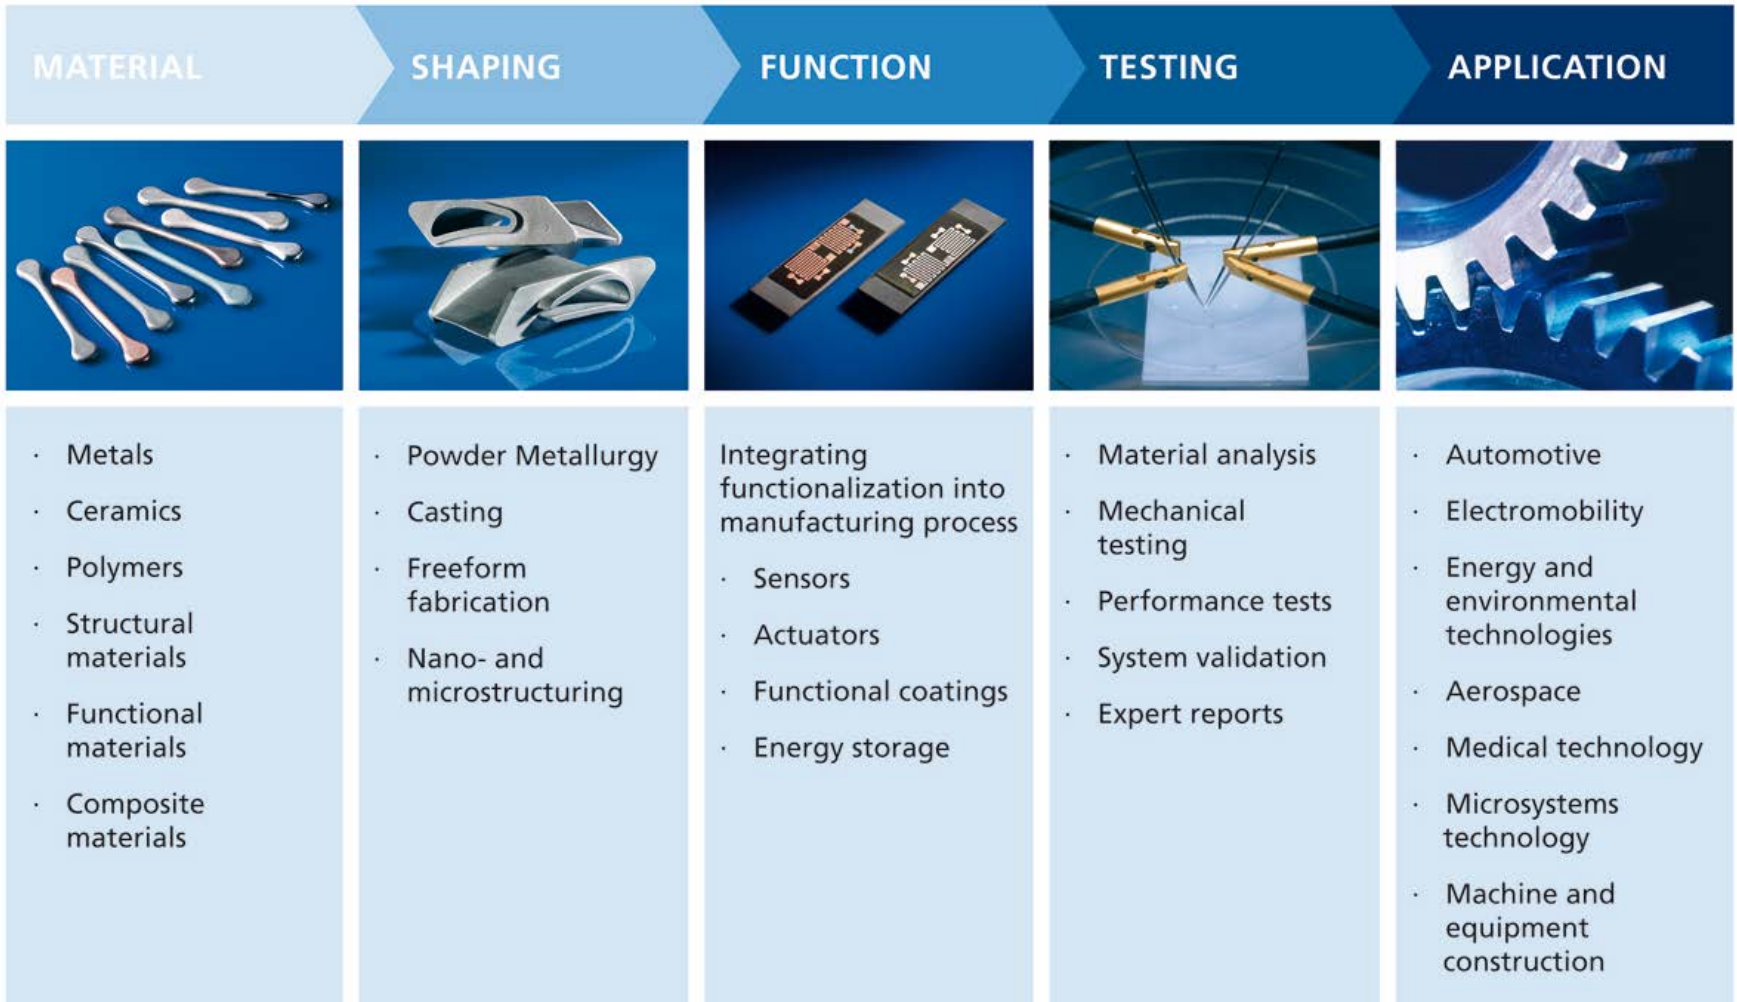 MATERIAL
SHAPING
FUNCTION
TESTING
APPLICATION
· Metals
· Ceramics
· Polymers
· Structural
materials
· Functional
materials
· Composite
materials
· Powder Metallurgy
· Casting
· Freeform
fabrication
· Nano- and
microstructuring
Integrating
functionalization into
manufacturing process
· Sensors
· Actuators
· Functional coatings
· Energy storage
· Material analysis
· Mechanical
testing
· Performance tests
· System validation
· Expert reports
· Automotive
· Electromobility
· Energy and
environmental
technologies
· Aerospace
· Medical technology
· Microsystems
technology
· Machine and
equipment
construction